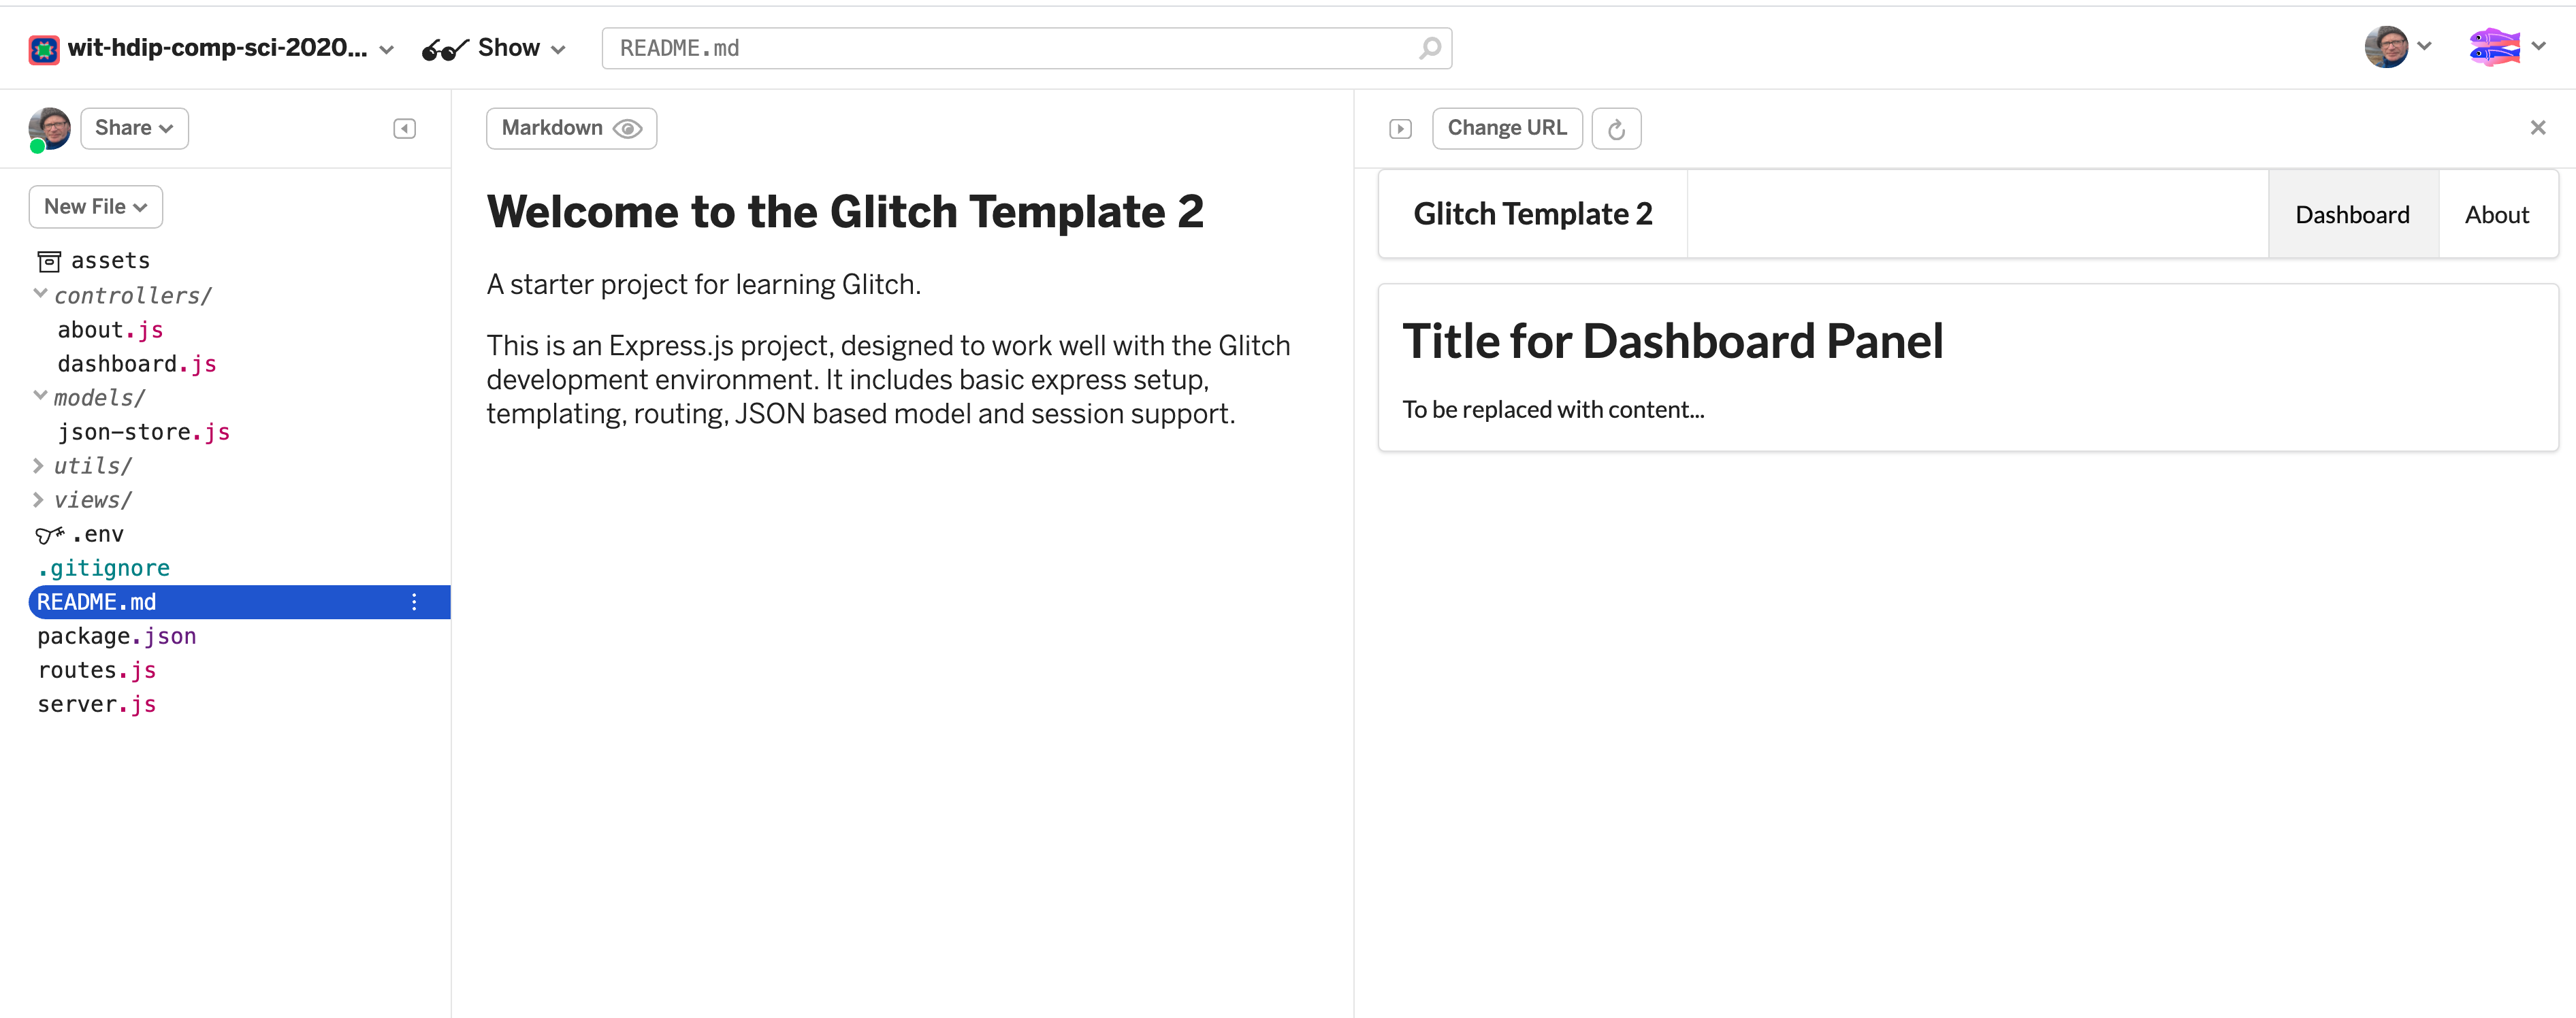 wit-hdip-comp-sci-2020...
Show
README.md
Share
New File
assets
controllers/
about.js
dashboard.js
models/
json-store.js
utils/
views/
.env
.gitignore
README.md
package.json
routes.js
server.js
Markdown
Welcome to the Glitch Template 2
A starter project for learning Glitch.
This is an Express.js project, designed to work well with the Glitch
development environment. It includes basic express setup,
templating, routing, JSON based model and session support.
Change URL
Glitch Template 2
Dashboard
About
Title for Dashboard Panel
To be replaced with content...